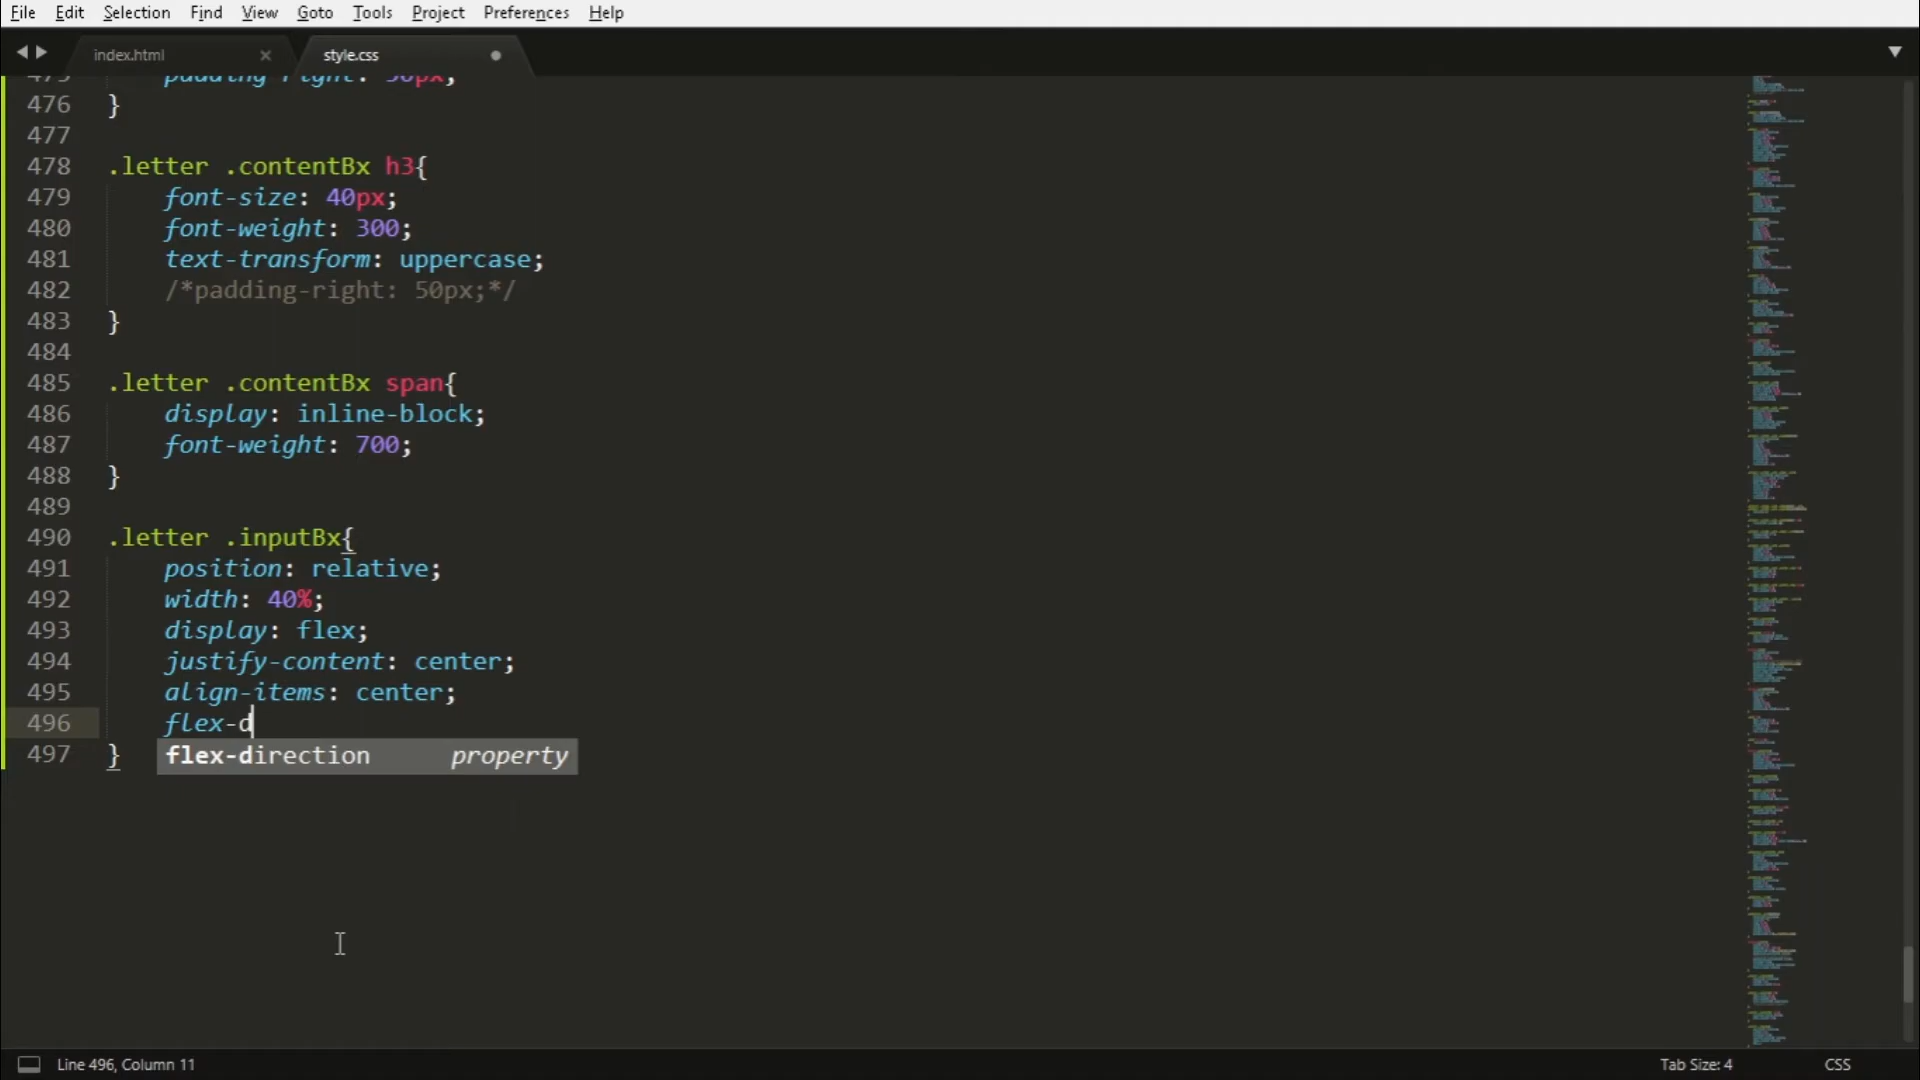 File Edit Selection Find View Goto Tools Project Preferences Help
index.html style.css
475 padding-right: 50px;
476 }
477
478 .letter .contentBx h3{
479 font-size: 40px;
480 font-weight: 300;
481 text-transform: uppercase;
482 /*padding-right: 50px;*/
483 }
484
485 .letter .contentBx span{
486 display: inline-block;
487 font-weight: 700;
488 }
489
490 .letter .inputBx{
491 position: relative;
492 width: 40%;
493 display: flex;
494 justify-content: center;
495 align-items: center;
496 flex-d
497 } flex-direction property
Line 496, Column 11 Tab Size: 4 CSS